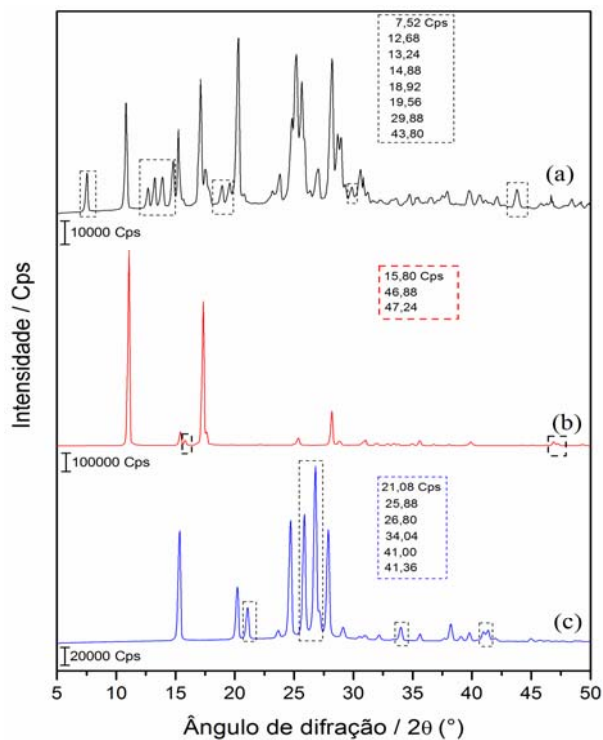 Intensidade / Cps
7,52 Cps
12,68
13,24
14,88
18,92
19,56
29,88
43,80
(a)
10000 Cps
15,80 Cps
46,88
47,24
(b)
100000 Cps
21,08 Cps
25,88
26,80
34,04
41,00
41,36
(c)
20000 Cps
5 10 15 20 25 30 35 40 45 50
Ângulo de difração / 2θ (°)